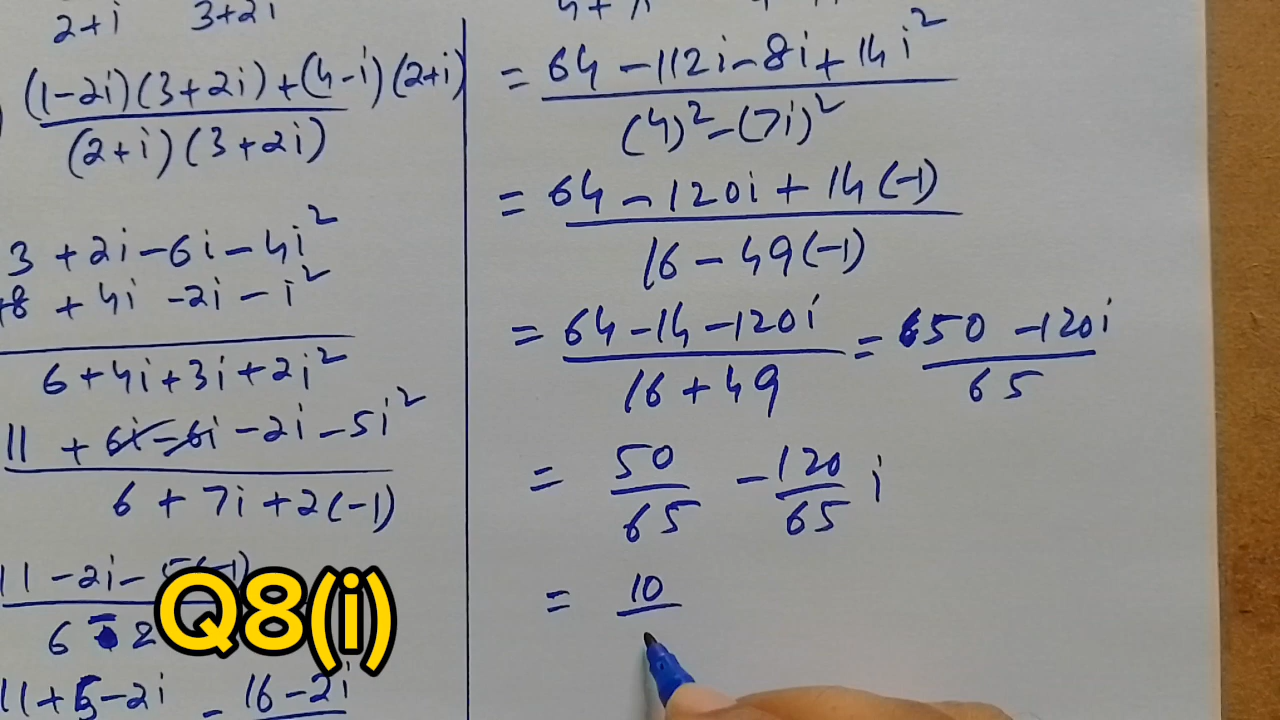 2+i 3+2i
(1-2i)(3+2i)+(4-i)(2+i)
(2+i)(3+2i)
3 +2i-6i-4i²
+8 +4i -2i - i²
6+4i+3i+2i²
11 + 6i-6i -2i -5i²
6 + 7i +2(-1)
11 -2i-
6 2
11+5-2i = 16-2i
Q8(i)
= 64 -112i-8i+14i²
(4)² - (7i)²
= 64 -120i + 14(-1)
16 - 49(-1)
= 64-14-120i = 50 -120i
16 + 49 65
= 50 - 120 i
65 65
= 10